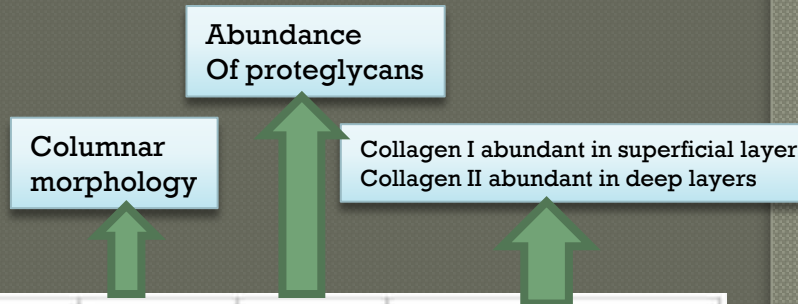 Abundance
Of proteglycans
Columnar
morphology
Collagen I abundant in superficial layer
Collagen II abundant in deep layers